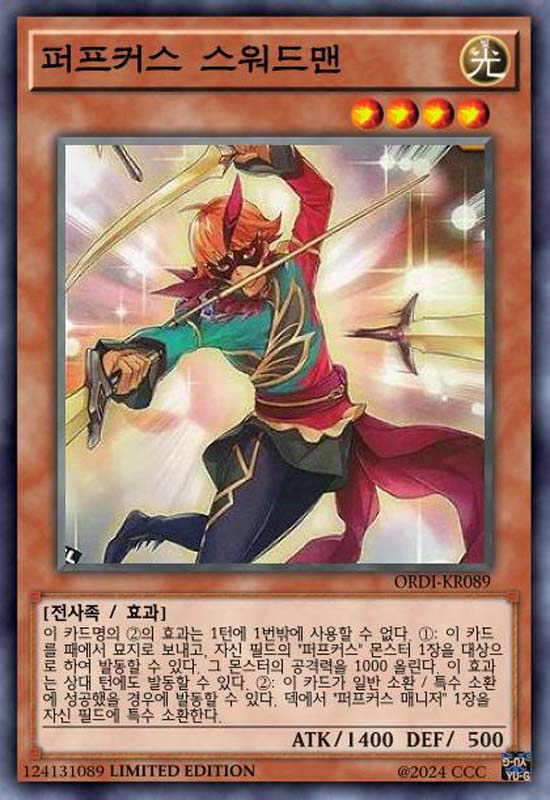 퍼프커스 스워드맨
빛
光
ORDI-KR089
[전사족 / 효과]
이 카드명의 ②의 효과는 1턴에 1번밖에 사용할 수 없다. ①: 이 카드
를 패에서 묘지로 보내고, 자신 필드의 "퍼프커스" 몬스터 1장을 대상으
로 하여 발동할 수 있다. 그 몬스터의 공격력을 1000 올린다. 이 효과
는 상대 턴에도 발동할 수 있다. ②: 이 카드가 일반 소환 / 특수 소환
에 성공했을 경우에 발동할 수 있다. 덱에서 "퍼프커스 매니저" 1장을
자신 필드에 특수 소환한다.
ATK/1400 DEF/ 500
124131089 LIMITED EDITION @2024 CCC